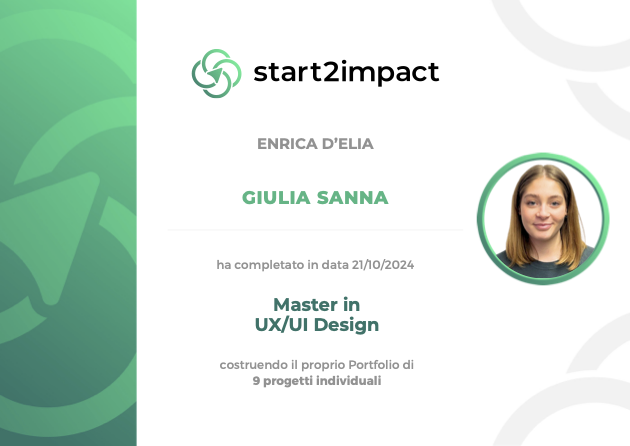 start2impact
ENRICA D’ELIA
GIULIA SANNA
ha completato in data 21/10/2024
Master in
UX/UI Design
costruendo il proprio Portfolio di
9 progetti individuali